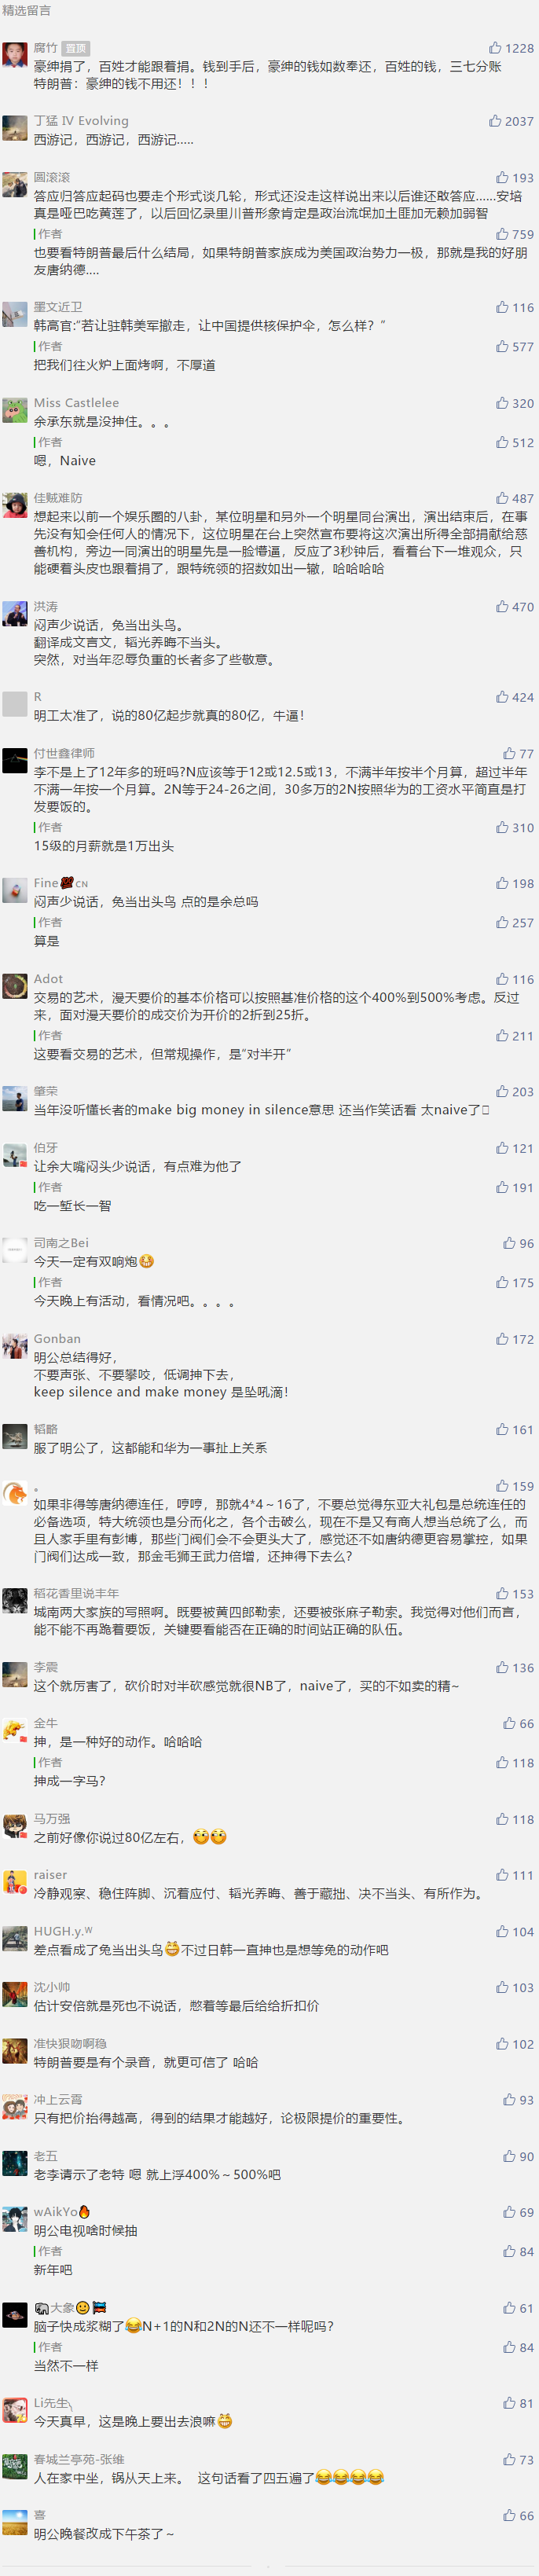 精选留言
腐竹 置顶 1228
豪绅捐了，百姓才能跟着捐。钱到手后，豪绅的钱如数奉还，百姓的钱，三七分账
特朗普：豪绅的钱不用还！！！
丁猛 IV Evolving 2037
西游记，西游记，西游记.....
圆滚滚 193
答应归答应起码也要走个形式谈几轮，形式还没走这样说出来以后谁还敢答应......安培
真是哑巴吃黄莲了，以后回忆录里川普形象肯定是政治流氓加土匪加无赖加弱智
作者 759
也要看特朗普最后什么结局，如果特朗普家族成为美国政治势力一极，那就是我的好朋
友唐纳德....
墨文近卫 116
韩高官:“若让驻韩美军撤走，让中国提供核保护伞，怎么样？”
作者 577
把我们往火炉上面烤啊，不厚道
Miss Castlelee 320
余承东就是没抻住。。。
作者 512
嗯，Naive
佳贼难防 487
想起来以前一个娱乐圈的八卦，某位明星和另外一个明星同台演出，演出结束后，在事
先没有知会任何人的情况下，这位明星在台上突然宣布要将这次演出所得全部捐献给慈
善机构，旁边一同演出的明星先是一脸懵逼，反应了3秒钟后，看着台下一堆观众，只
能硬着头皮也跟着捐了，跟特统领的招数如出一辙，哈哈哈哈
洪涛 470
闷声少说话，免当出头鸟。
翻译成文言文，韬光养晦不当头。
突然，对当年忍辱负重的长者多了些敬意。
R 424
明工太准了，说的80亿起步就真的80亿，牛逼！
付世鑫律师 77
李不是上了12年多的班吗?N应该等于12或12.5或13，不满半年按半个月算，超过半年
不满一年按一个月算。2N等于24-26之间，30多万的2N按照华为的工资水平简直是打
发要饭的。
作者 310
15级的月薪就是1万出头
Fine💯🇨🇳 198
闷声少说话，免当出头鸟 点的是余总吗
作者 257
算是
Adot 116
交易的艺术，漫天要价的基本价格可以按照基准价格的这个400%到500%考虑。反过
来，面对漫天要价的成交价为开价的2折到25折。
作者 211
这要看交易的艺术，但常规操作，是“对半开”
肇荣 203
当年没听懂长者的make big money in silence意思 还当作笑话看 太naive了
伯牙 121
让余大嘴闷头少说话，有点难为他了
作者 191
吃一堑长一智
司南之Bei 96
今天一定有双响炮😂
作者 175
今天晚上有活动，看情况吧。。。。
Gonban 172
明公总结得好，
不要声张、不要攀咬，低调抻下去，
keep silence and make money 是坠吼滴！
韬略 161
服了明公了，这都能和华为一事扯上关系
。 159
如果非得等唐纳德连任，哼哼，那就4*4～16了，不要总觉得东亚大礼包是总统连任的
必备选项，特大统领也是分而化之，各个击破么，现在不是又有商人想当总统了么，而
且人家手里有彭博，那些门阀们会不会更头大了，感觉还不如唐纳德更容易掌控，如果
门阀们达成一致，那金毛狮王武力倍增，还抻得下去么？
稻花香里说丰年 153
城南两大家族的写照啊。既要被黄四郎勒索，还要被张麻子勒索。我觉得对他们而言，
能不能不再跪着要饭，关键要看能否在正确的时间站正确的队伍。
李震 136
这个就厉害了，砍价时对半砍感觉就很NB了，naive了，买的不如卖的精~
金牛 66
抻，是一种好的动作。哈哈哈
作者 118
抻成一字马？
马万强 118
之前好像你说过80亿左右，🤭🤭
raiser 111
冷静观察、稳住阵脚、沉着应付、韬光养晦、善于藏拙、决不当头、有所作为。
HUGH.y.ᵂ 104
差点看成了兔当出头鸟😁不过日韩一直抻也是想等兔的动作吧
沈小帅 103
估计安倍就是死也不说话，憋着等最后给给折扣价
准快狠吻啊稳 102
特朗普要是有个录音，就更可信了 哈哈
冲上云霄 93
只有把价抬得越高，得到的结果才能越好，论极限提价的重要性。
老五 90
老李请示了老特 嗯 就上浮400%～500%吧
wAikYo🔥 69
明公电视啥时候抽
作者 84
新年吧
🐘大象 61
脑子快成浆糊了😂N+1的N和2N的N还不一样呢吗？
作者 84
当然不一样
Li先生╮ 81
今天真早，这是晚上要出去浪嘛😁
春城兰亭苑-张维 73
人在家中坐，锅从天上来。 这句话看了四五遍了😂😂😂😂
喜 66
明公晚餐改成下午茶了～